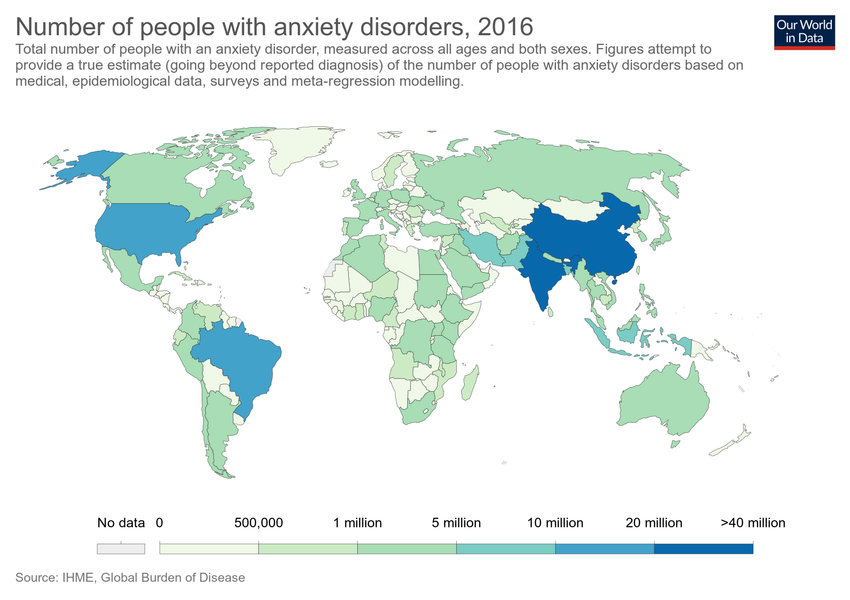 Number of people with anxiety disorders, 2016
Our World
in Data
Total number of people with an anxiety disorder, measured across all ages and both sexes. Figures attempt to
provide a true estimate (going beyond reported diagnosis) of the number of people with anxiety disorders based on
medical, epidemiological data, surveys and meta-regression modelling.
No data 0 500,000 1 million 5 million 10 million 20 million >40 million
Source: IHME, Global Burden of Disease